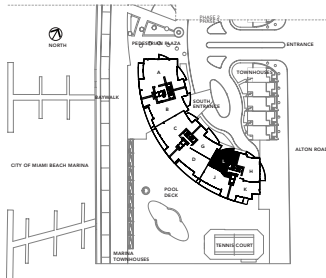 PHASE 2
NORTH
PEDESTRIAN PLAZA
ENTRANCE
A
TOWNHOUSES
BAYWALK
SOUTH
ENTRANCE
B
C
G
ALTON ROAD
CITY OF MIAMI BEACH MARINA
D
H
J
K
POOL
DECK
TENNIS COURT
MARINA
TOWNHOUSES